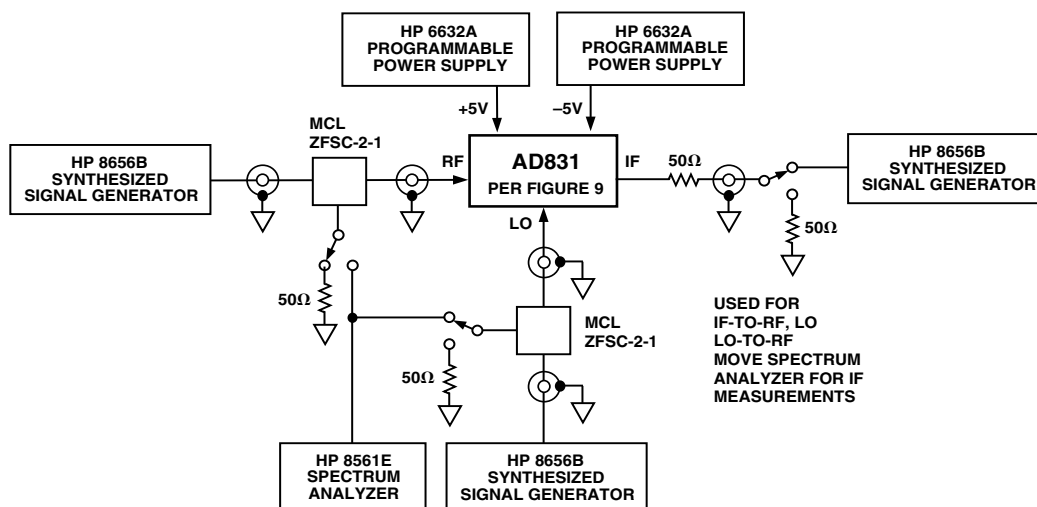 HP 6632A
PROGRAMMABLE
POWER SUPPLY
HP 6632A
PROGRAMMABLE
POWER SUPPLY
+5V
–5V
MCL
ZFSC-2-1
HP 8656B
SYNTHESIZED
SIGNAL GENERATOR
RF
AD831
PER FIGURE 9
IF
LO
50Ω
HP 8656B
SYNTHESIZED
SIGNAL GENERATOR
50Ω
50Ω
MCL
ZFSC-2-1
50Ω
USED FOR
IF-TO-RF, LO
LO-TO-RF
MOVE SPECTRUM
ANALYZER FOR IF
MEASUREMENTS
HP 8561E
SPECTRUM
ANALYZER
HP 8656B
SYNTHESIZED
SIGNAL GENERATOR